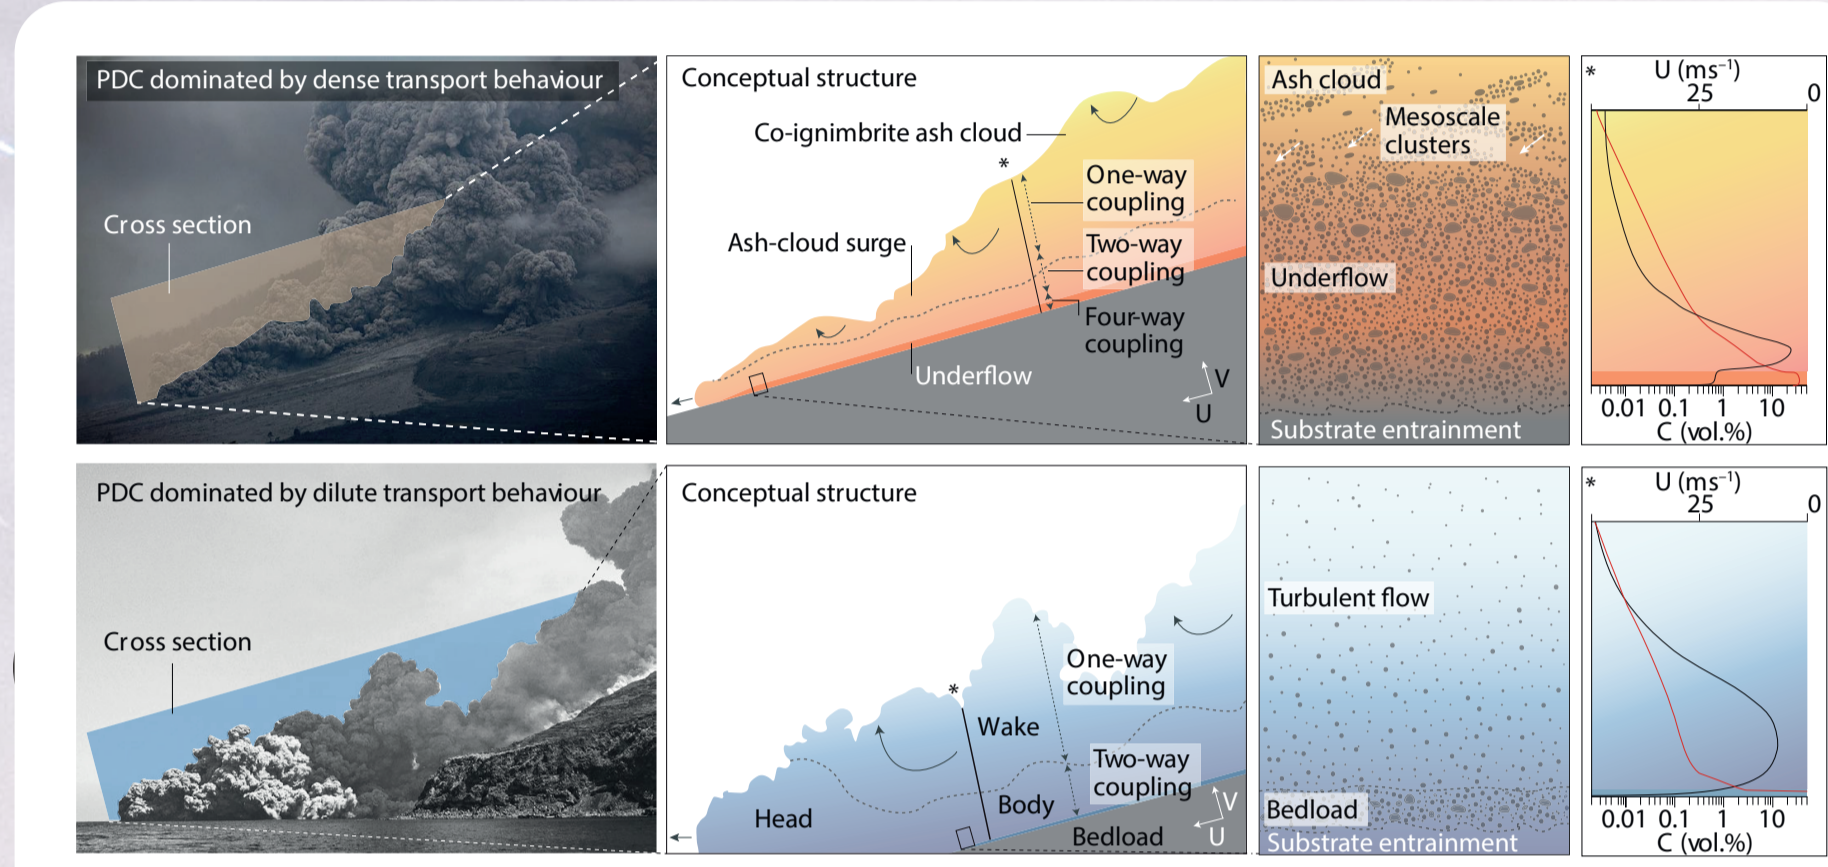 PDC dominated by dense transport behaviour
Cross section
Conceptual structure
Co-ignimbrite ash cloud
*
One-way
coupling
Ash-cloud surge
Two-way
coupling
Four-way
coupling
Underflow
V
U
Ash cloud
Mesoscale
clusters
Underflow
Substrate entrainment
*
U (ms⁻¹)
25 0
0.01 0.1 1 10
C (vol.%)
PDC dominated by dilute transport behaviour
Cross section
Conceptual structure
One-way
coupling
*
Wake
Two-way
coupling
Head
Body
Bedload
V
U
Turbulent flow
Bedload
Substrate entrainment
*
U (ms⁻¹)
25 0
0.01 0.1 1 10
C (vol.%)